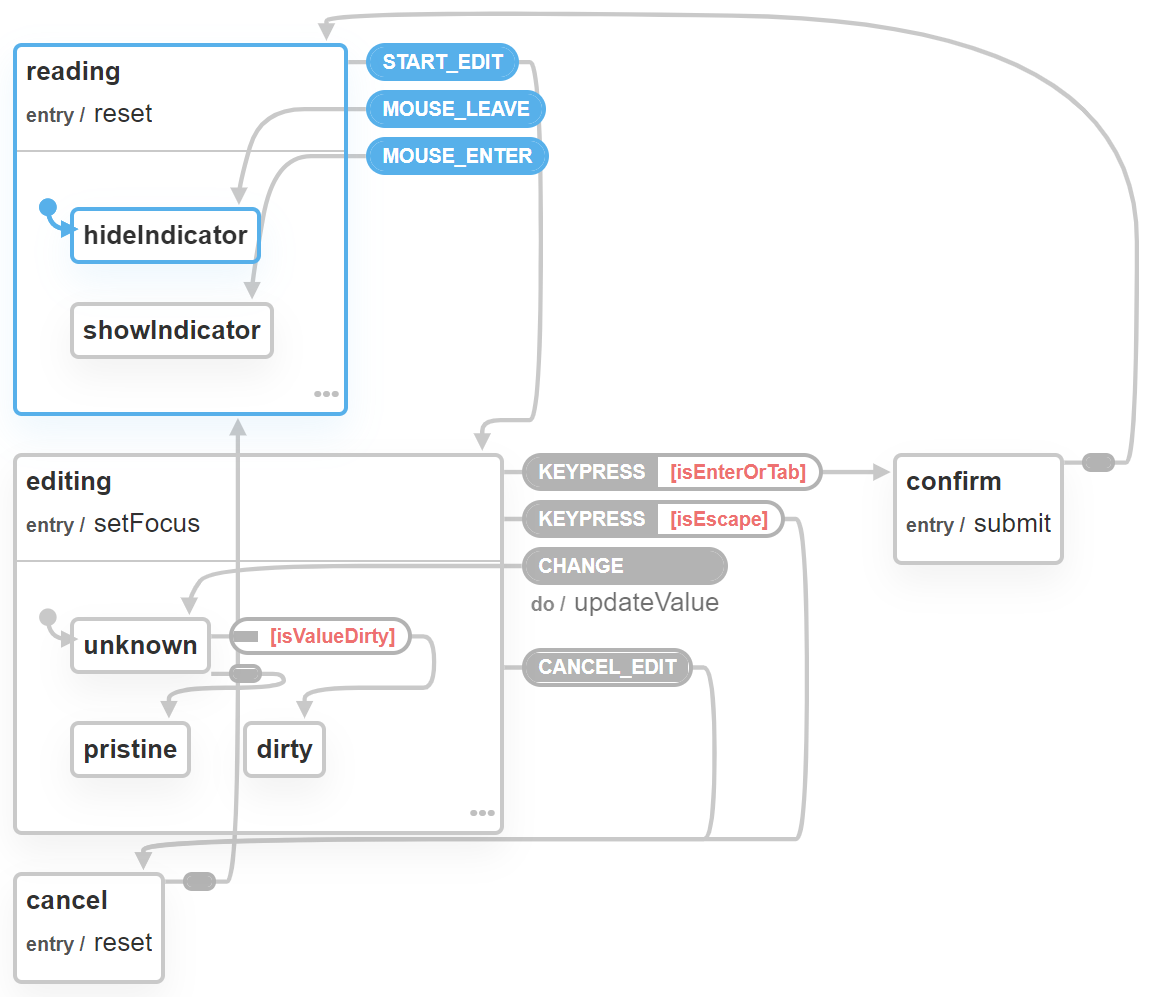 reading
entry / reset
START_EDIT
MOUSE_LEAVE
MOUSE_ENTER
hideIndicator
showIndicator
editing
entry / setFocus
KEYPRESS [isEnterOrTab]
KEYPRESS [isEscape]
CHANGE
do / updateValue
CANCEL_EDIT
unknown
[isValueDirty]
pristine
dirty
confirm
entry / submit
cancel
entry / reset